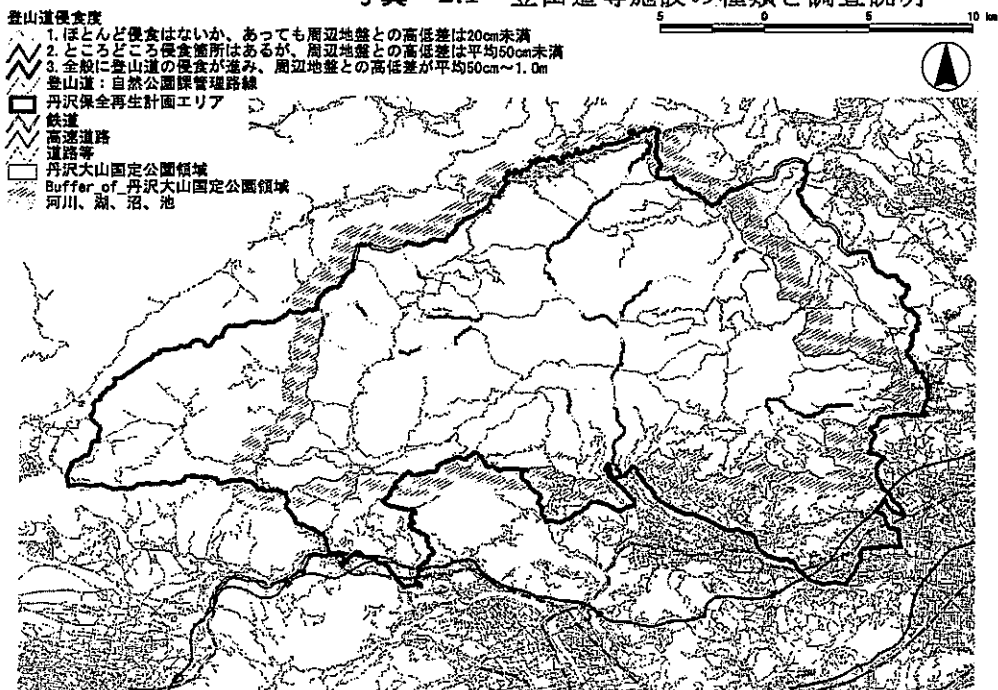 2.1 登山道等施設の種類と調査説明
5 0 5 10 km
登山道侵食度
1. ほとんど侵食はないか、あっても周辺地盤との高低差は20cm未満
2. ところどころ侵食箇所はあるが、周辺地盤との高低差は平均50cm未満
3. 全般に登山道の侵食が進み、周辺地盤との高低差が平均50cm～1.0m
登山道：自然公園課管理路線
丹沢保全再生計画エリア
鉄道
高速道路
道路等
丹沢大山国定公園領域
Buffer_of_丹沢大山国定公園領域
河川、湖、沼、池